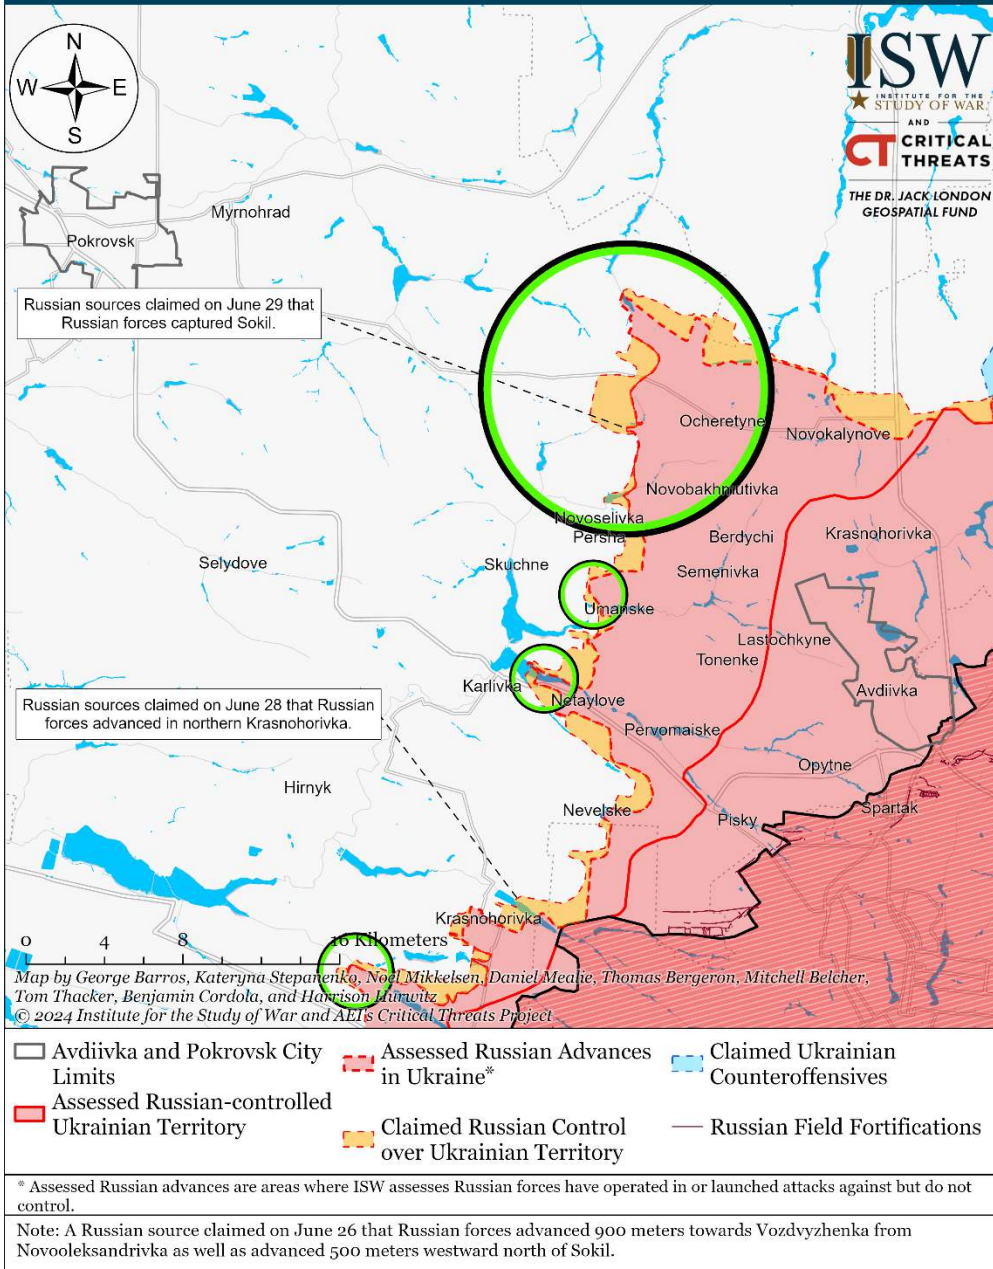 N
W E
S
ISW
INSTITUTE FOR THE
STUDY OF WAR
AND
CT CRITICAL
THREATS
THE DR. JACK LONDON
GEOSPATIAL FUND
Myrnohrad
Pokrovsk
Russian sources claimed on June 29 that
Russian forces captured Sokil.
Ocheretyne
Novokalynove
Novobakhmutivka
Novoselivka
Persha
Berdychi
Krasnohorivka
Selydove
Skuchne
Semenivka
Umanske
Lastochkyne
Tonenke
Karlivka
Avdiivka
Netaylove
Russian sources claimed on June 28 that Russian
forces advanced in northern Krasnohorivka.
Pervomaiske
Opytne
Hirnyk
Nevelske
Pisky
Spartak
Krasnohorivka
0 4 8 16 Kilometers
Map by George Barros, Kateryna Stepanenko, Noel Mikkelsen, Daniel Mealie, Thomas Bergeron, Mitchell Belcher,
Tom Thacker, Benjamin Cordola, and Harrison Hurwitz
© 2024 Institute for the Study of War and AEI's Critical Threats Project
Avdiivka and Pokrovsk City
Limits
Assessed Russian-controlled
Ukrainian Territory
Assessed Russian Advances
in Ukraine*
Claimed Russian Control
over Ukrainian Territory
Claimed Ukrainian
Counteroffensives
Russian Field Fortifications
* Assessed Russian advances are areas where ISW assesses Russian forces have operated in or launched attacks against but do not
control.
Note: A Russian source claimed on June 26 that Russian forces advanced 900 meters towards Vozdvyzhenka from
Novooleksandrivka as well as advanced 500 meters westward north of Sokil.